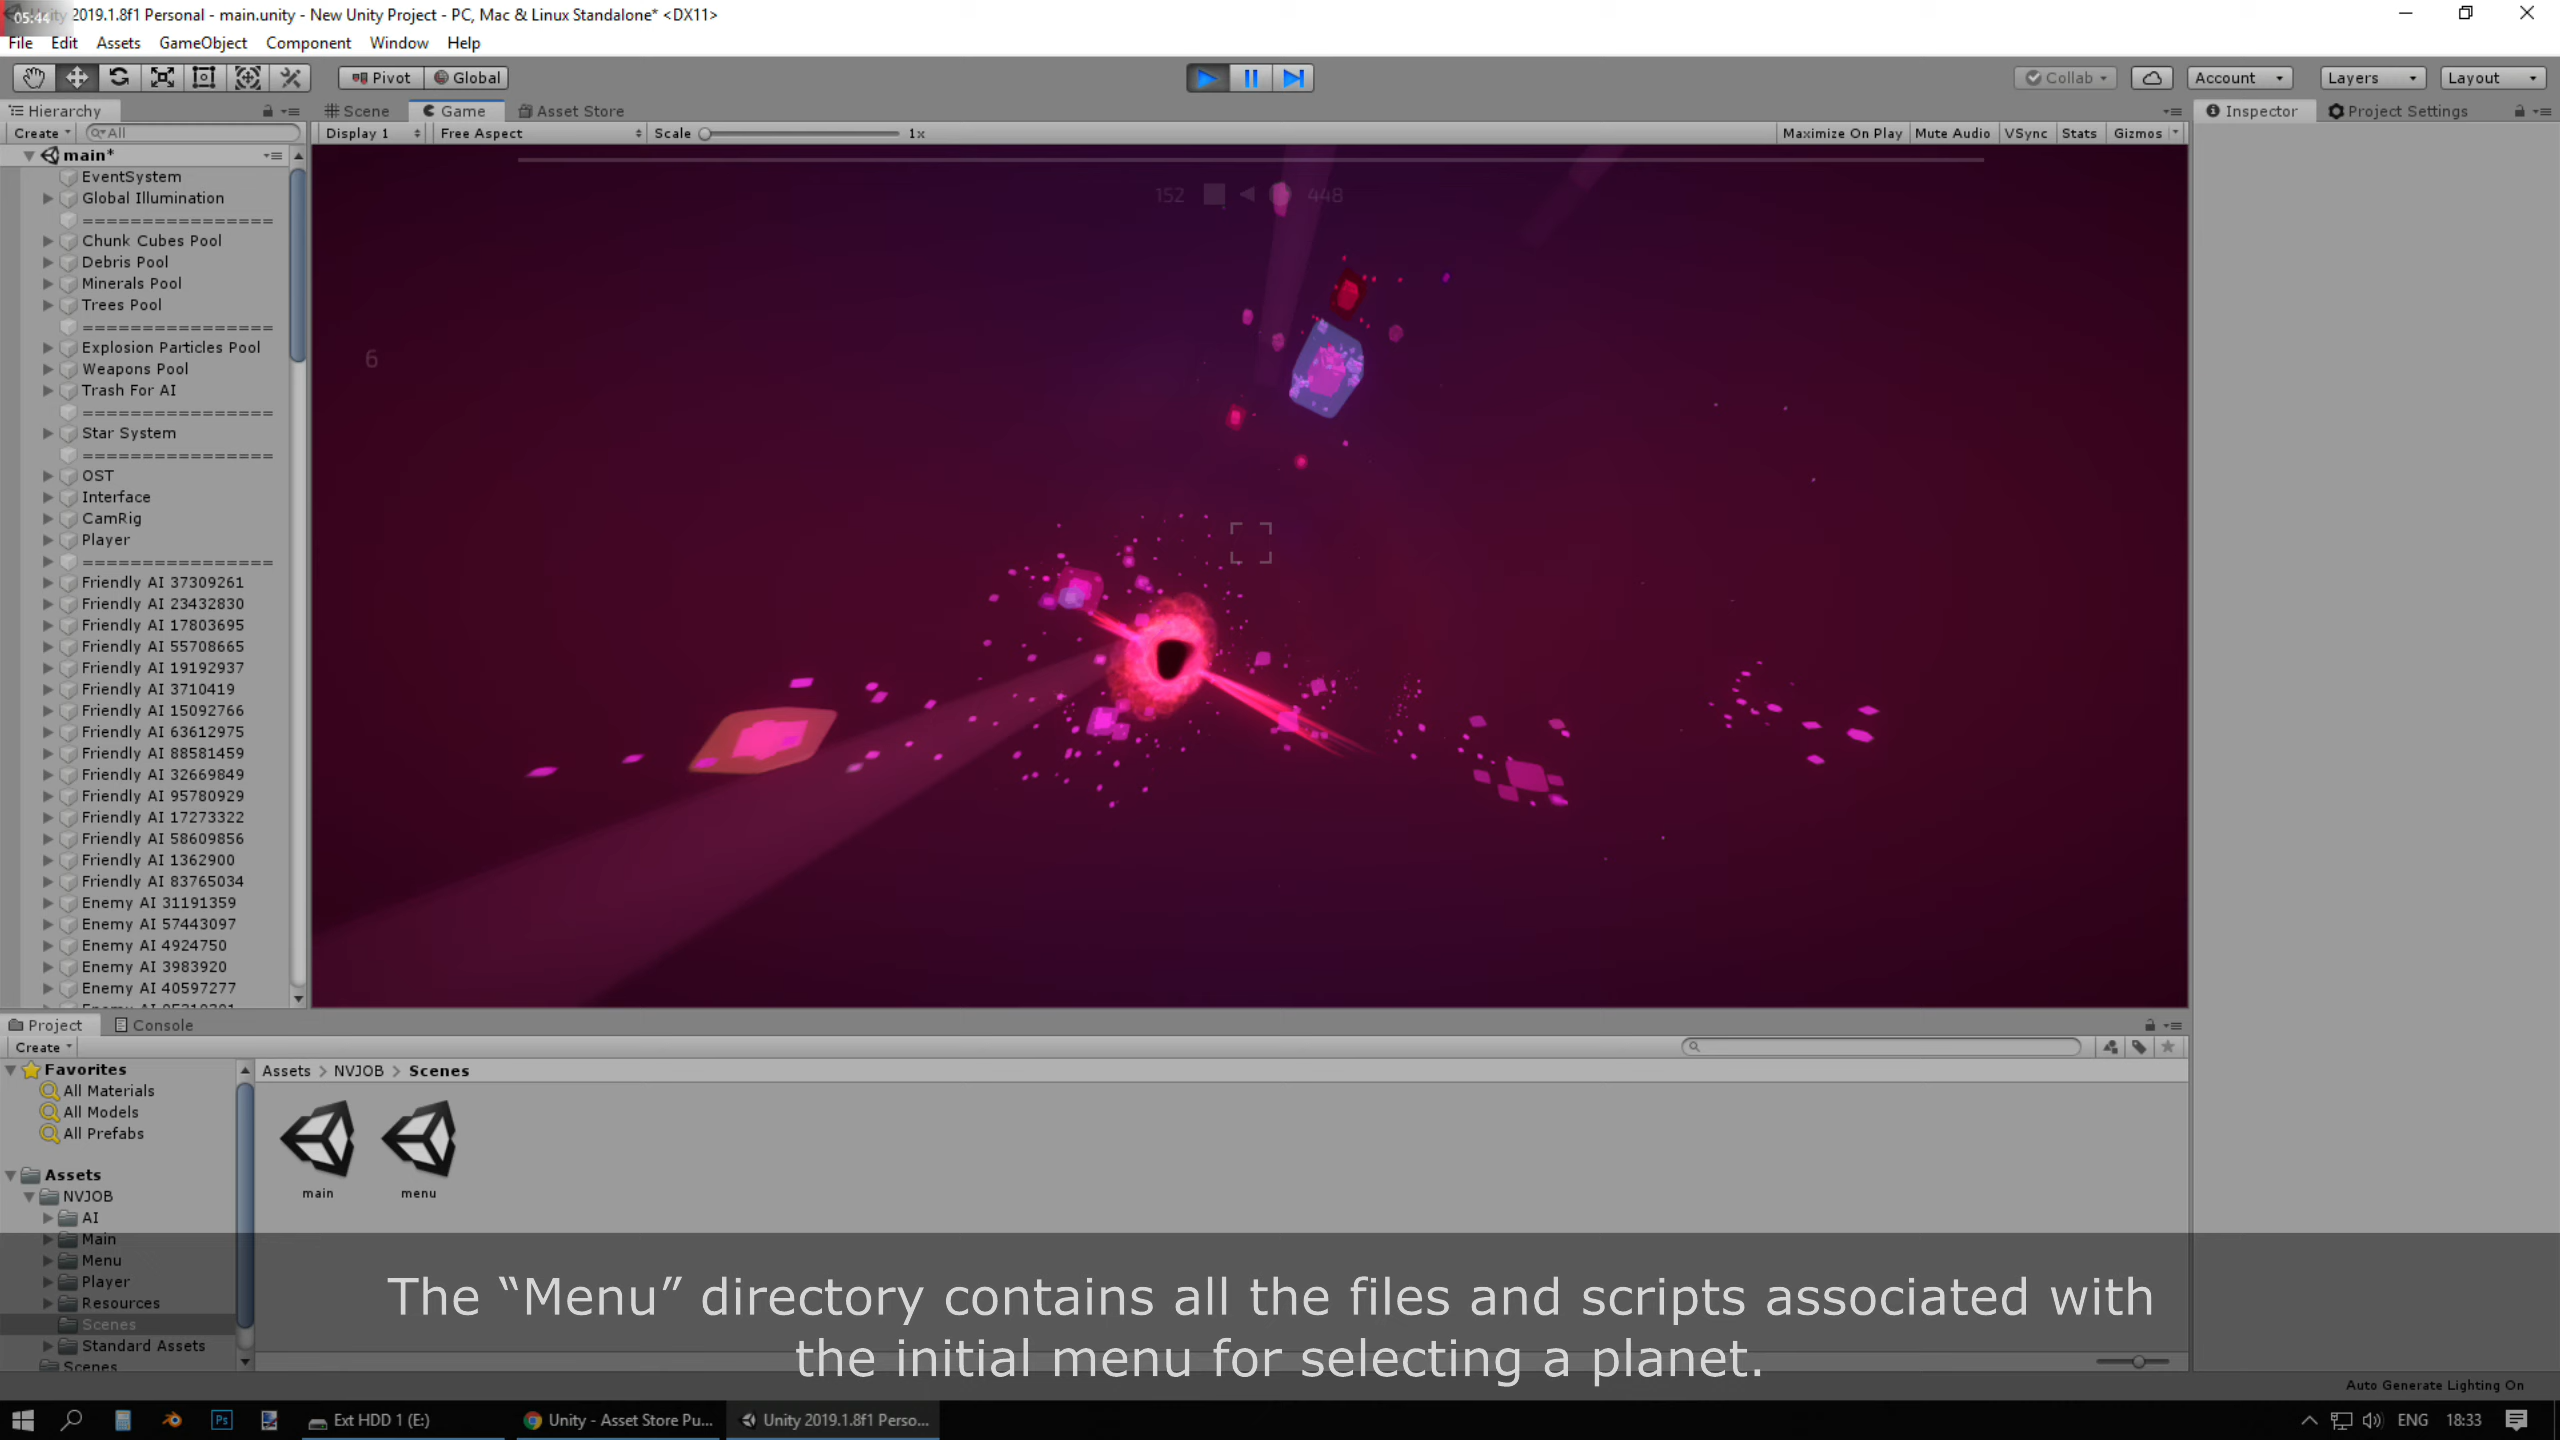 05:44
Unity 2019.1.8f1 Personal - main.unity - New Unity Project - PC, Mac & Linux Standalone* <DX11>
File Edit Assets GameObject Component Window Help
Pivot Global Collab Account Layers Layout
Hierarchy Scene Game Asset Store Inspector Project Settings
Create All Display 1 Free Aspect Scale 1x Maximize On Play Mute Audio VSync Stats Gizmos
main*
EventSystem
Global Illumination
================
Chunk Cubes Pool
Debris Pool
Minerals Pool
Trees Pool
================
Explosion Particles Pool
Weapons Pool
Trash For AI
================
Star System
================
OST
Interface
CamRig
Player
================
Friendly AI 37309261
Friendly AI 23432830
Friendly AI 17803695
Friendly AI 55708665
Friendly AI 19192937
Friendly AI 3710419
Friendly AI 15092766
Friendly AI 63612975
Friendly AI 88581459
Friendly AI 32669849
Friendly AI 95780929
Friendly AI 17273322
Friendly AI 58609856
Friendly AI 1362900
Friendly AI 83765034
Enemy AI 31191359
Enemy AI 57443097
Enemy AI 4924750
Enemy AI 3983920
Enemy AI 40597277
152 448
6
Project Console
Create
Favorites
All Materials
All Models
All Prefabs
Assets
NVJOB
AI
Main
Menu
Player
Resources
Scenes
Standard Assets
Scenes
Assets > NVJOB > Scenes
main menu
The “Menu” directory contains all the files and scripts associated with
the initial menu for selecting a planet.
Auto Generate Lighting On
Ps Ext HDD 1 (E:) Unity - Asset Store Pu... Unity 2019.1.8f1 Perso... ENG 18:33